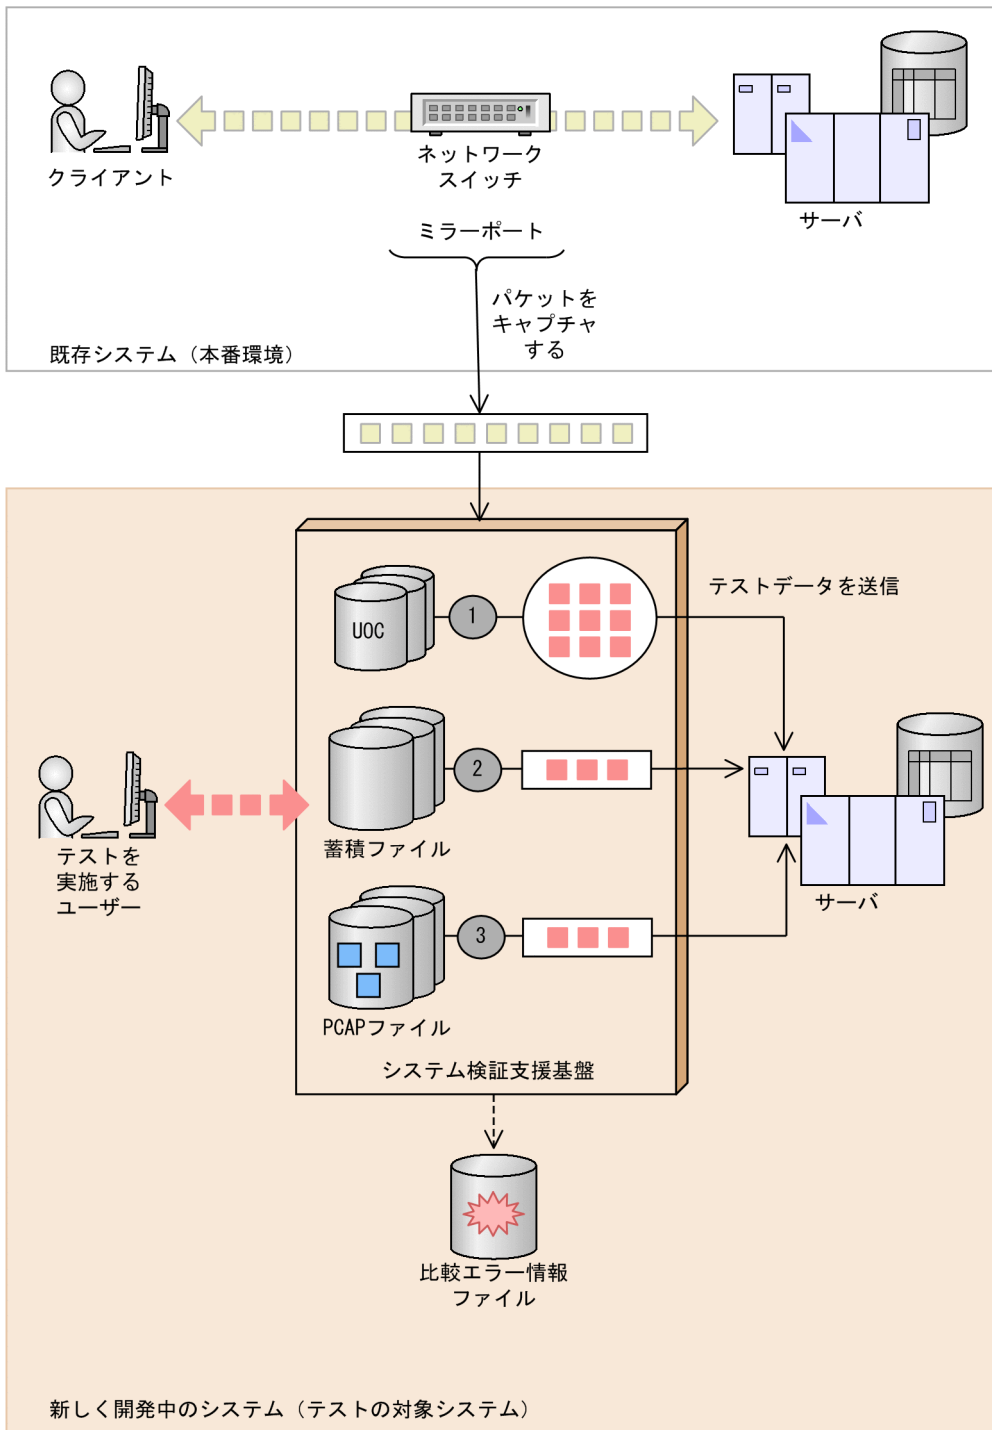 クライアント
ネットワーク
スイッチ
サーバ
ミラーポート
パケットを
キャプチャ
する
既存システム（本番環境）
UOC
1
テストデータを送信
2
蓄積ファイル
テストを
実施する
ユーザー
サーバ
3
PCAPファイル
システム検証支援基盤
比較エラー情報
ファイル
新しく開発中のシステム（テストの対象システム）